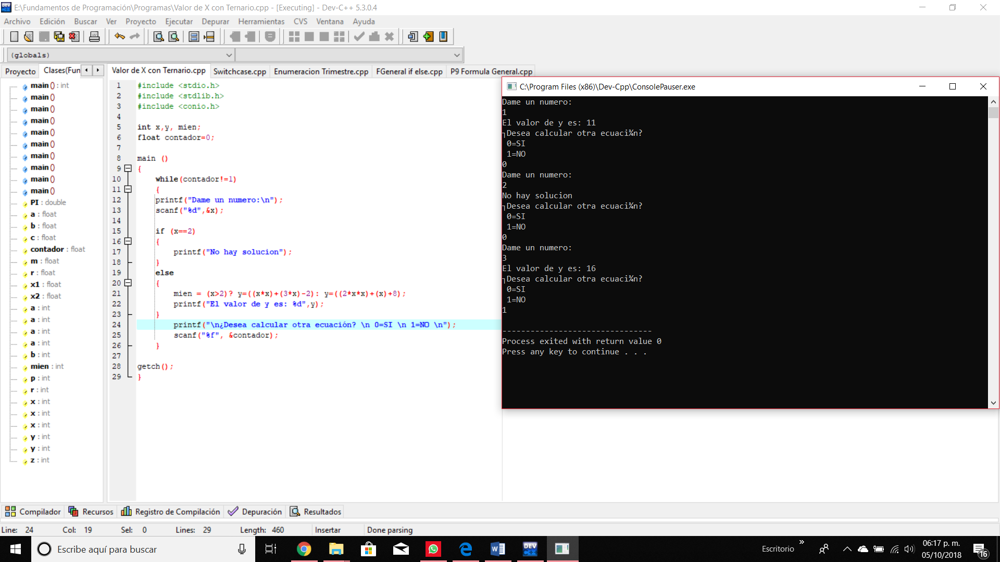 E:\Fundamentos de Programación\Programas\Valor de X con Ternario.cpp - [Executing] - Dev-C++ 5.3.0.4
Archivo Edición Buscar Ver Proyecto Ejecutar Depurar Herramientas CVS Ventana Ayuda
(globals)
Proyecto Clases(Fun Valor de X con Ternario.cpp Switchcase.cpp Enumeracion Trimestre.cpp FGeneral if else.cpp P9 Formula General.cpp
main () : int
main ()
main ()
main ()
main ()
main ()
main ()
main ()
main ()
main ()
PI : double
a : float
b : float
c : float
contador : float
m : float
r : float
x1 : float
x2 : float
a : int
a : int
a : int
a : int
b : int
mien : int
p : int
r : int
x : int
x : int
x : int
y : int
y : int
z : int
1 #include <stdio.h>
2 #include <stdlib.h>
3 #include <conio.h>
4
5 int x,y, mien;
6 float contador=0;
7
8 main ()
9 {
10 while(contador!=1)
11 {
12 printf("Dame un numero:\n");
13 scanf("%d",&x);
14
15 if (x==2)
16 {
17 printf("No hay solucion");
18 }
19 else
20 {
21 mien = (x>2)? y=((x*x)+(3*x)-2): y=((2*x*x)+(x)+8);
22 printf("El valor de y es: %d",y);
23 }
24 printf("\n¿Desea calcular otra ecuación? \n 0=SI \n 1=NO \n");
25 scanf("%f", &contador);
26 }
27
28 getch();
29 }
C:\Program Files (x86)\Dev-Cpp\ConsolePauser.exe
Dame un numero:
1
El valor de y es: 11
┐Desea calcular otra ecuaci¾n?
0=SI
1=NO
0
Dame un numero:
2
No hay solucion
┐Desea calcular otra ecuaci¾n?
0=SI
1=NO
0
Dame un numero:
3
El valor de y es: 16
┐Desea calcular otra ecuaci¾n?
0=SI
1=NO
1
--------------------------------
Process exited with return value 0
Press any key to continue . . .
Compilador Recursos Registro de Compilación Depuración Resultados
Line: 24 Col: 19 Sel: 0 Lines: 29 Length: 460 Insertar Done parsing
Escribe aquí para buscar
DEV C++
Escritorio
06:17 p. m.
05/10/2018
16